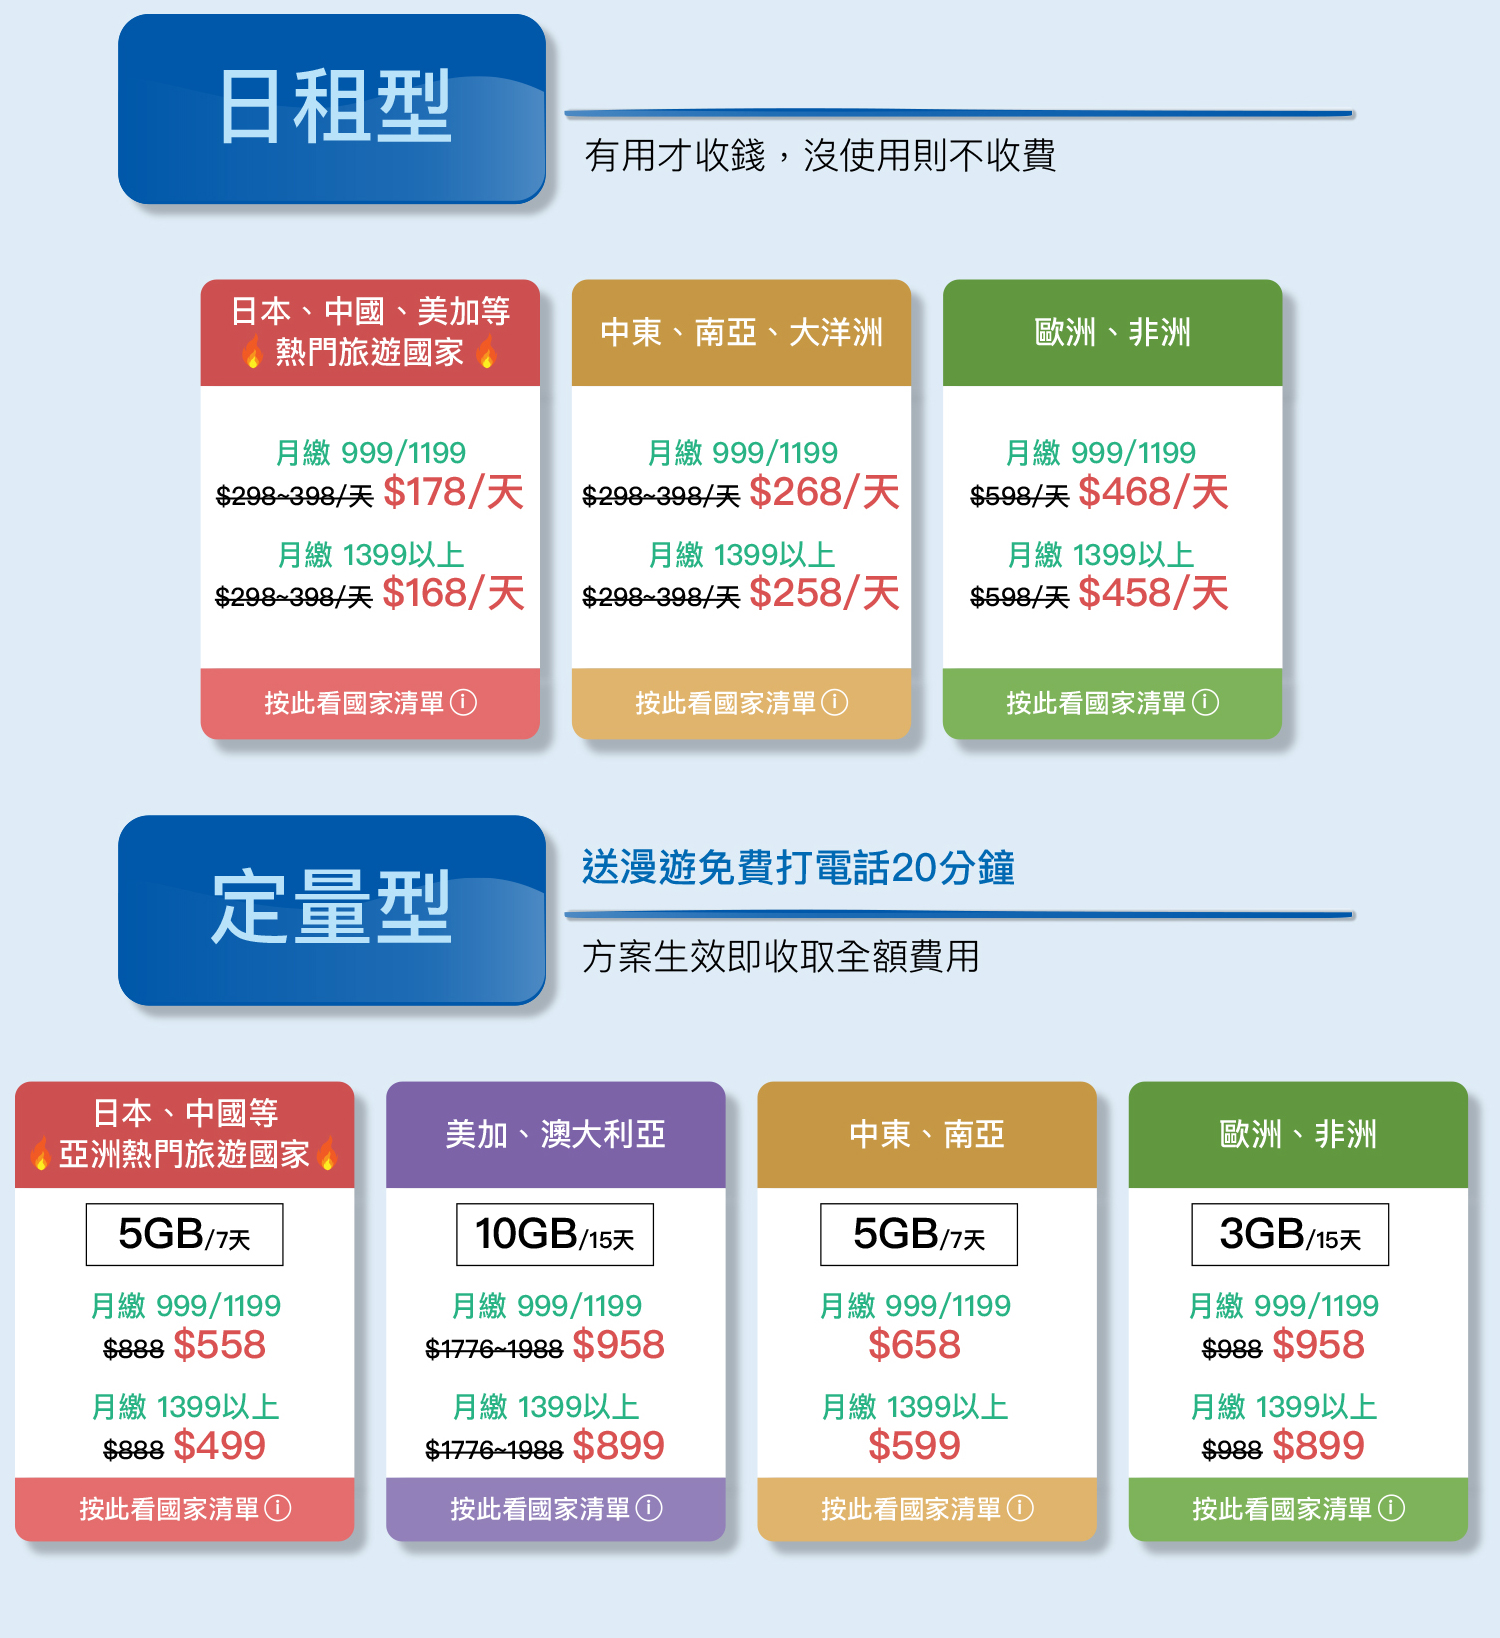 日租型
有用才收錢，沒使用則不收費
日本、中國、美加等
熱門旅遊國家
月繳 999/1199
$298~398/天 $178/天
月繳 1399以上
$298~398/天 $168/天
按此看國家清單ⓘ
中東、南亞、大洋洲
月繳 999/1199
$298~398/天 $268/天
月繳 1399以上
$298~398/天 $258/天
按此看國家清單ⓘ
歐洲、非洲
月繳 999/1199
$598/天 $468/天
月繳 1399以上
$598/天 $458/天
按此看國家清單ⓘ
定量型
送漫遊免費打電話20分鐘
方案生效即收取全額費用
日本、中國等
亞洲熱門旅遊國家
5GB/7天
月繳 999/1199
$888 $558
月繳 1399以上
$888 $499
按此看國家清單ⓘ
美加、澳大利亞
10GB/15天
月繳 999/1199
$1776~1988 $958
月繳 1399以上
$1776~1988 $899
按此看國家清單ⓘ
中東、南亞
5GB/7天
月繳 999/1199
$658
月繳 1399以上
$599
按此看國家清單ⓘ
歐洲、非洲
3GB/15天
月繳 999/1199
$988 $958
月繳 1399以上
$988 $899
按此看國家清單ⓘ